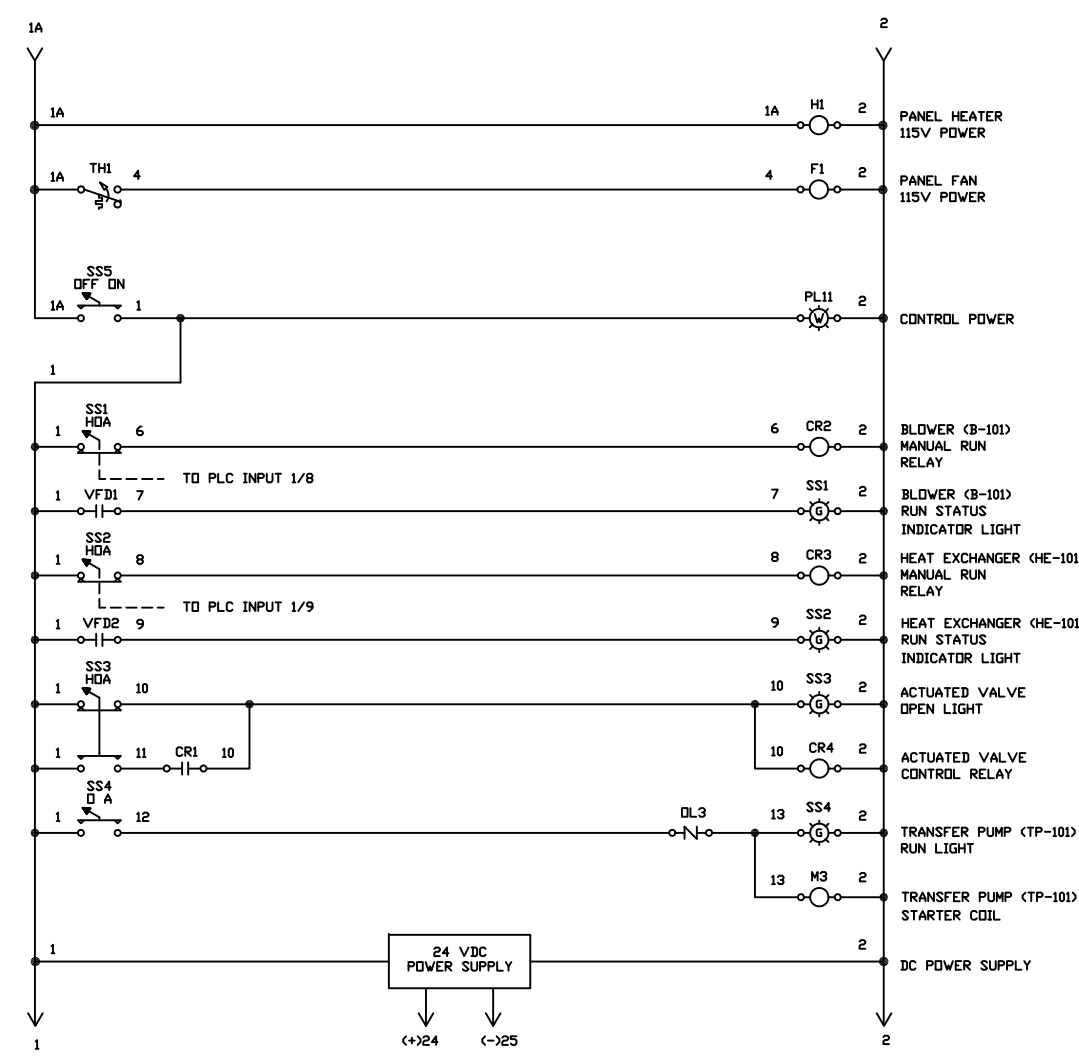 1A 2
1A 1A H1 2 PANEL HEATER
115V POWER
1A TH1 4 4 F1 2 PANEL FAN
115V POWER
SS5
OFF ON
1A 1 PL11 2
W CONTROL POWER
1
SS1
HOA
1 6 6 CR2 2 BLOWER (B-101)
MANUAL RUN
RELAY
TO PLC INPUT 1/8
1 VFD1 7 7 SS1 2 BLOWER (B-101)
G RUN STATUS
INDICATOR LIGHT
SS2
HOA
1 8 8 CR3 2 HEAT EXCHANGER (HE-101
MANUAL RUN
RELAY
TO PLC INPUT 1/9
1 VFD2 9 9 SS2 2 HEAT EXCHANGER (HE-101
G RUN STATUS
INDICATOR LIGHT
SS3
HOA
1 10 10 SS3 2 ACTUATED VALVE
G OPEN LIGHT
1 11 CR1 10 10 CR4 2 ACTUATED VALVE
CONTROL RELAY
SS4
O A
1 12 OL3 13 SS4 2
G TRANSFER PUMP (TP-101)
RUN LIGHT
13 M3 2 TRANSFER PUMP (TP-101)
STARTER COIL
1 24 VDC 2
POWER SUPPLY DC POWER SUPPLY
(+)24 (-)25
1 2